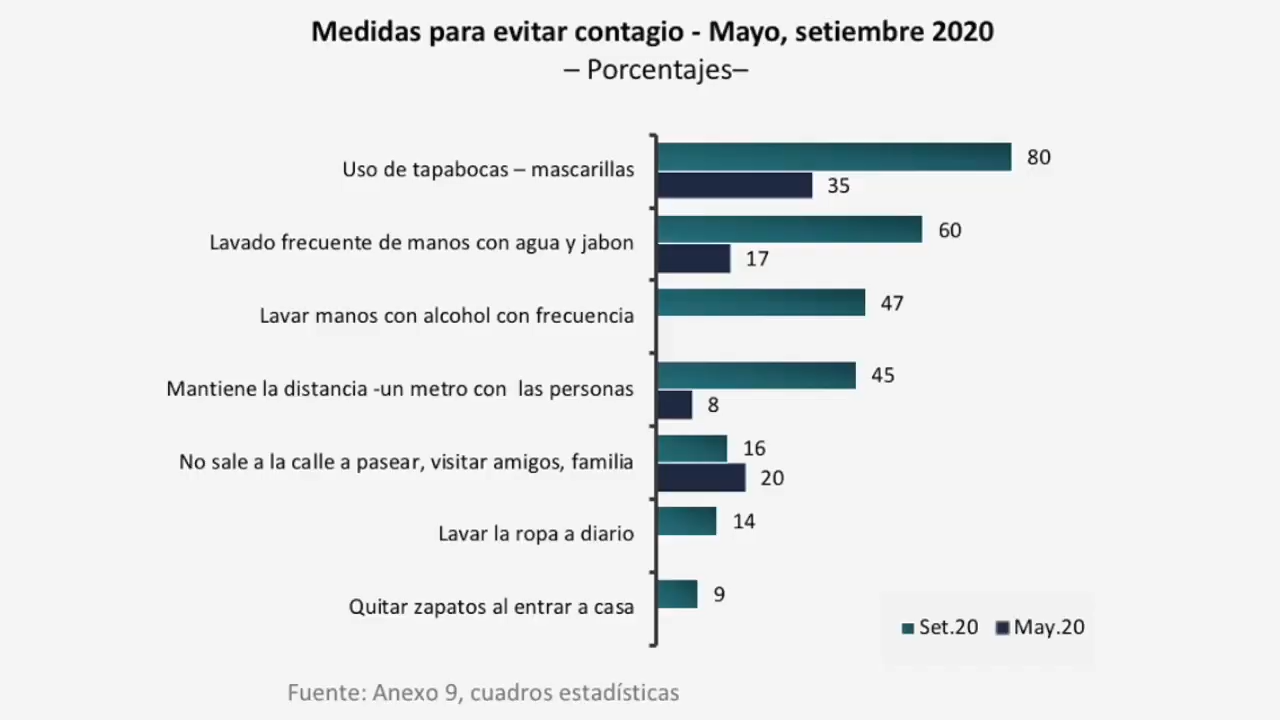 Medidas para evitar contagio - Mayo, setiembre 2020
– Porcentajes–
Uso de tapabocas – mascarillas
80
35
Lavado frecuente de manos con agua y jabon
60
17
Lavar manos con alcohol con frecuencia
47
Mantiene la distancia -un metro con  las personas
45
8
No sale a la calle a pasear, visitar amigos, familia
16
20
Lavar la ropa a diario
14
Quitar zapatos al entrar a casa
9
Set.20 May.20
Fuente: Anexo 9, cuadros estadísticas